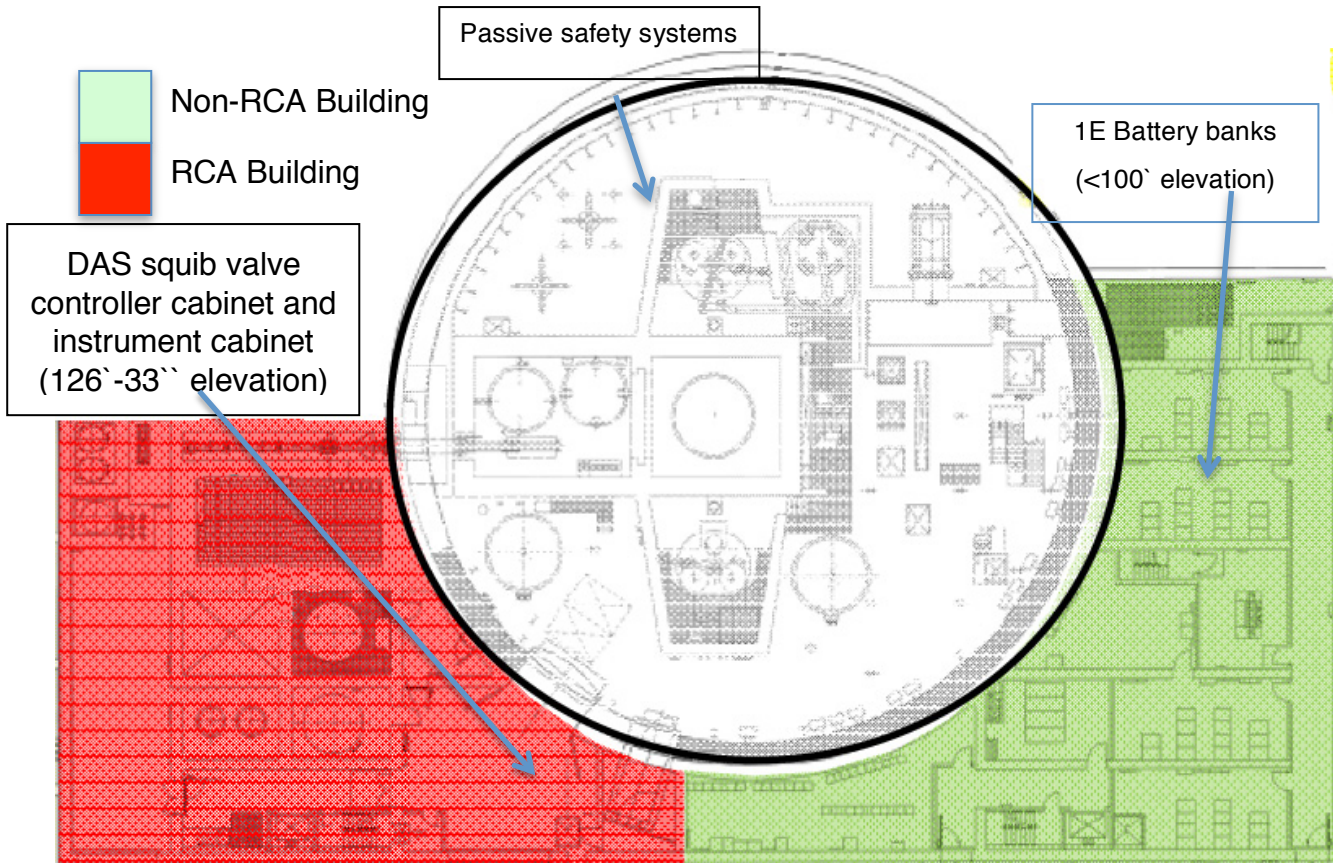 Passive safety systems
Non-RCA Building
RCA Building
1E Battery banks
(<100` elevation)
DAS squib valve
controller cabinet and
instrument cabinet
(126`-33`` elevation)